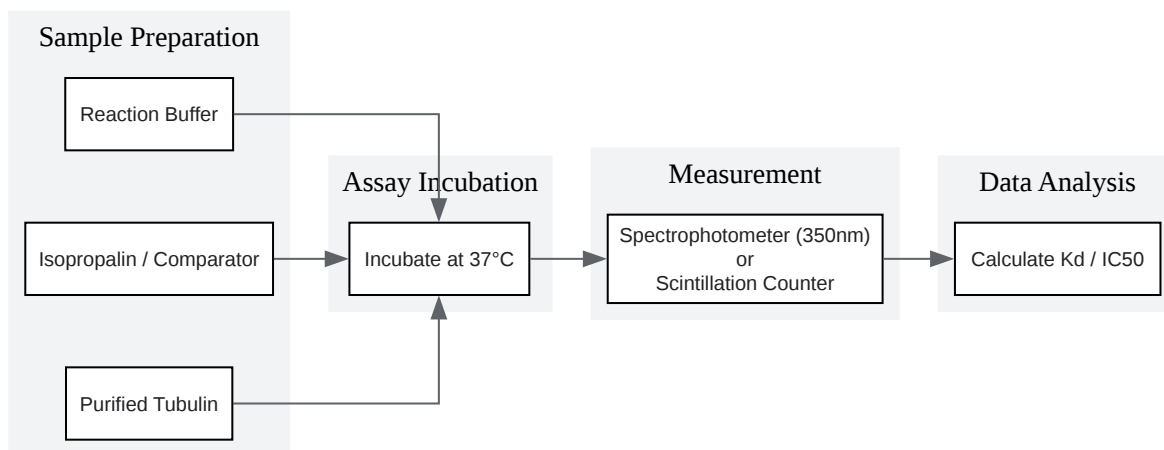 Sample Preparation
Reaction Buffer
Isopropalin / Comparator
Purified Tubulin
Assay Incubation
Incubate at 37°C
Measurement
Spectrophotometer (350nm)
or
Scintillation Counter
Data Analysis
Calculate Kd / IC50